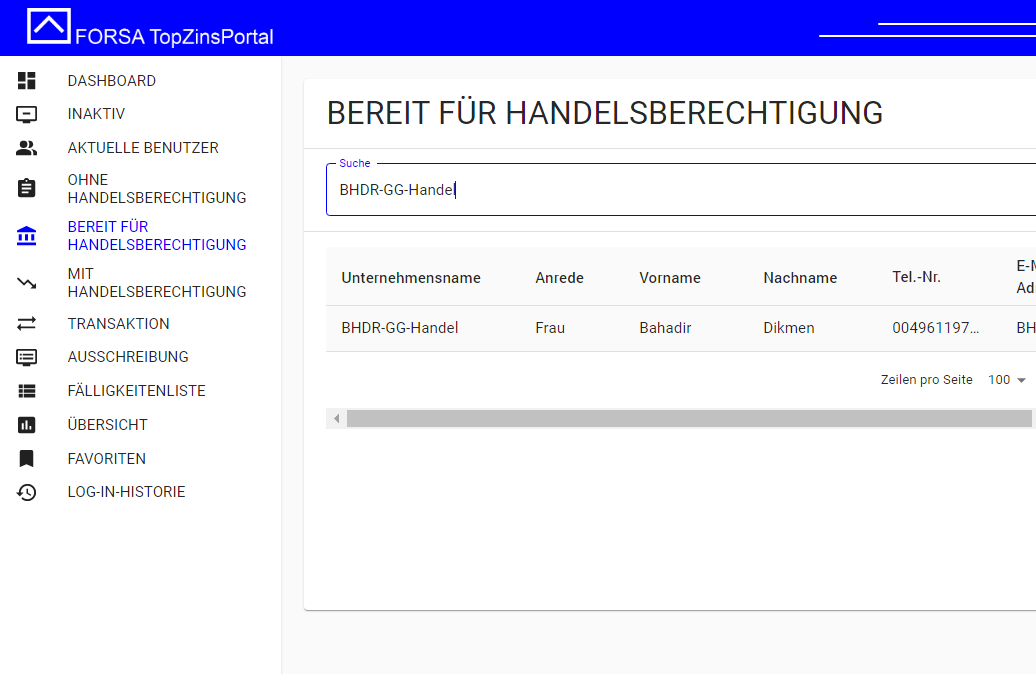 FORSA TopZinsPortal
DASHBOARD
INAKTIV
AKTUELLE BENUTZER
OHNE
HANDELSBERECHTIGUNG
BEREIT FÜR
HANDELSBERECHTIGUNG
MIT
HANDELSBERECHTIGUNG
TRANSAKTION
AUSSCHREIBUNG
FÄLLIGKEITENLISTE
ÜBERSICHT
FAVORITEN
LOG-IN-HISTORIE
BEREIT FÜR HANDELSBERECHTIGUNG
Suche
BHDR-GG-Handel
Unternehmensname Anrede Vorname Nachname Tel.-Nr. E-M
Ad
BHDR-GG-Handel Frau Bahadir Dikmen 004961197... BH
Zeilen pro Seite 100